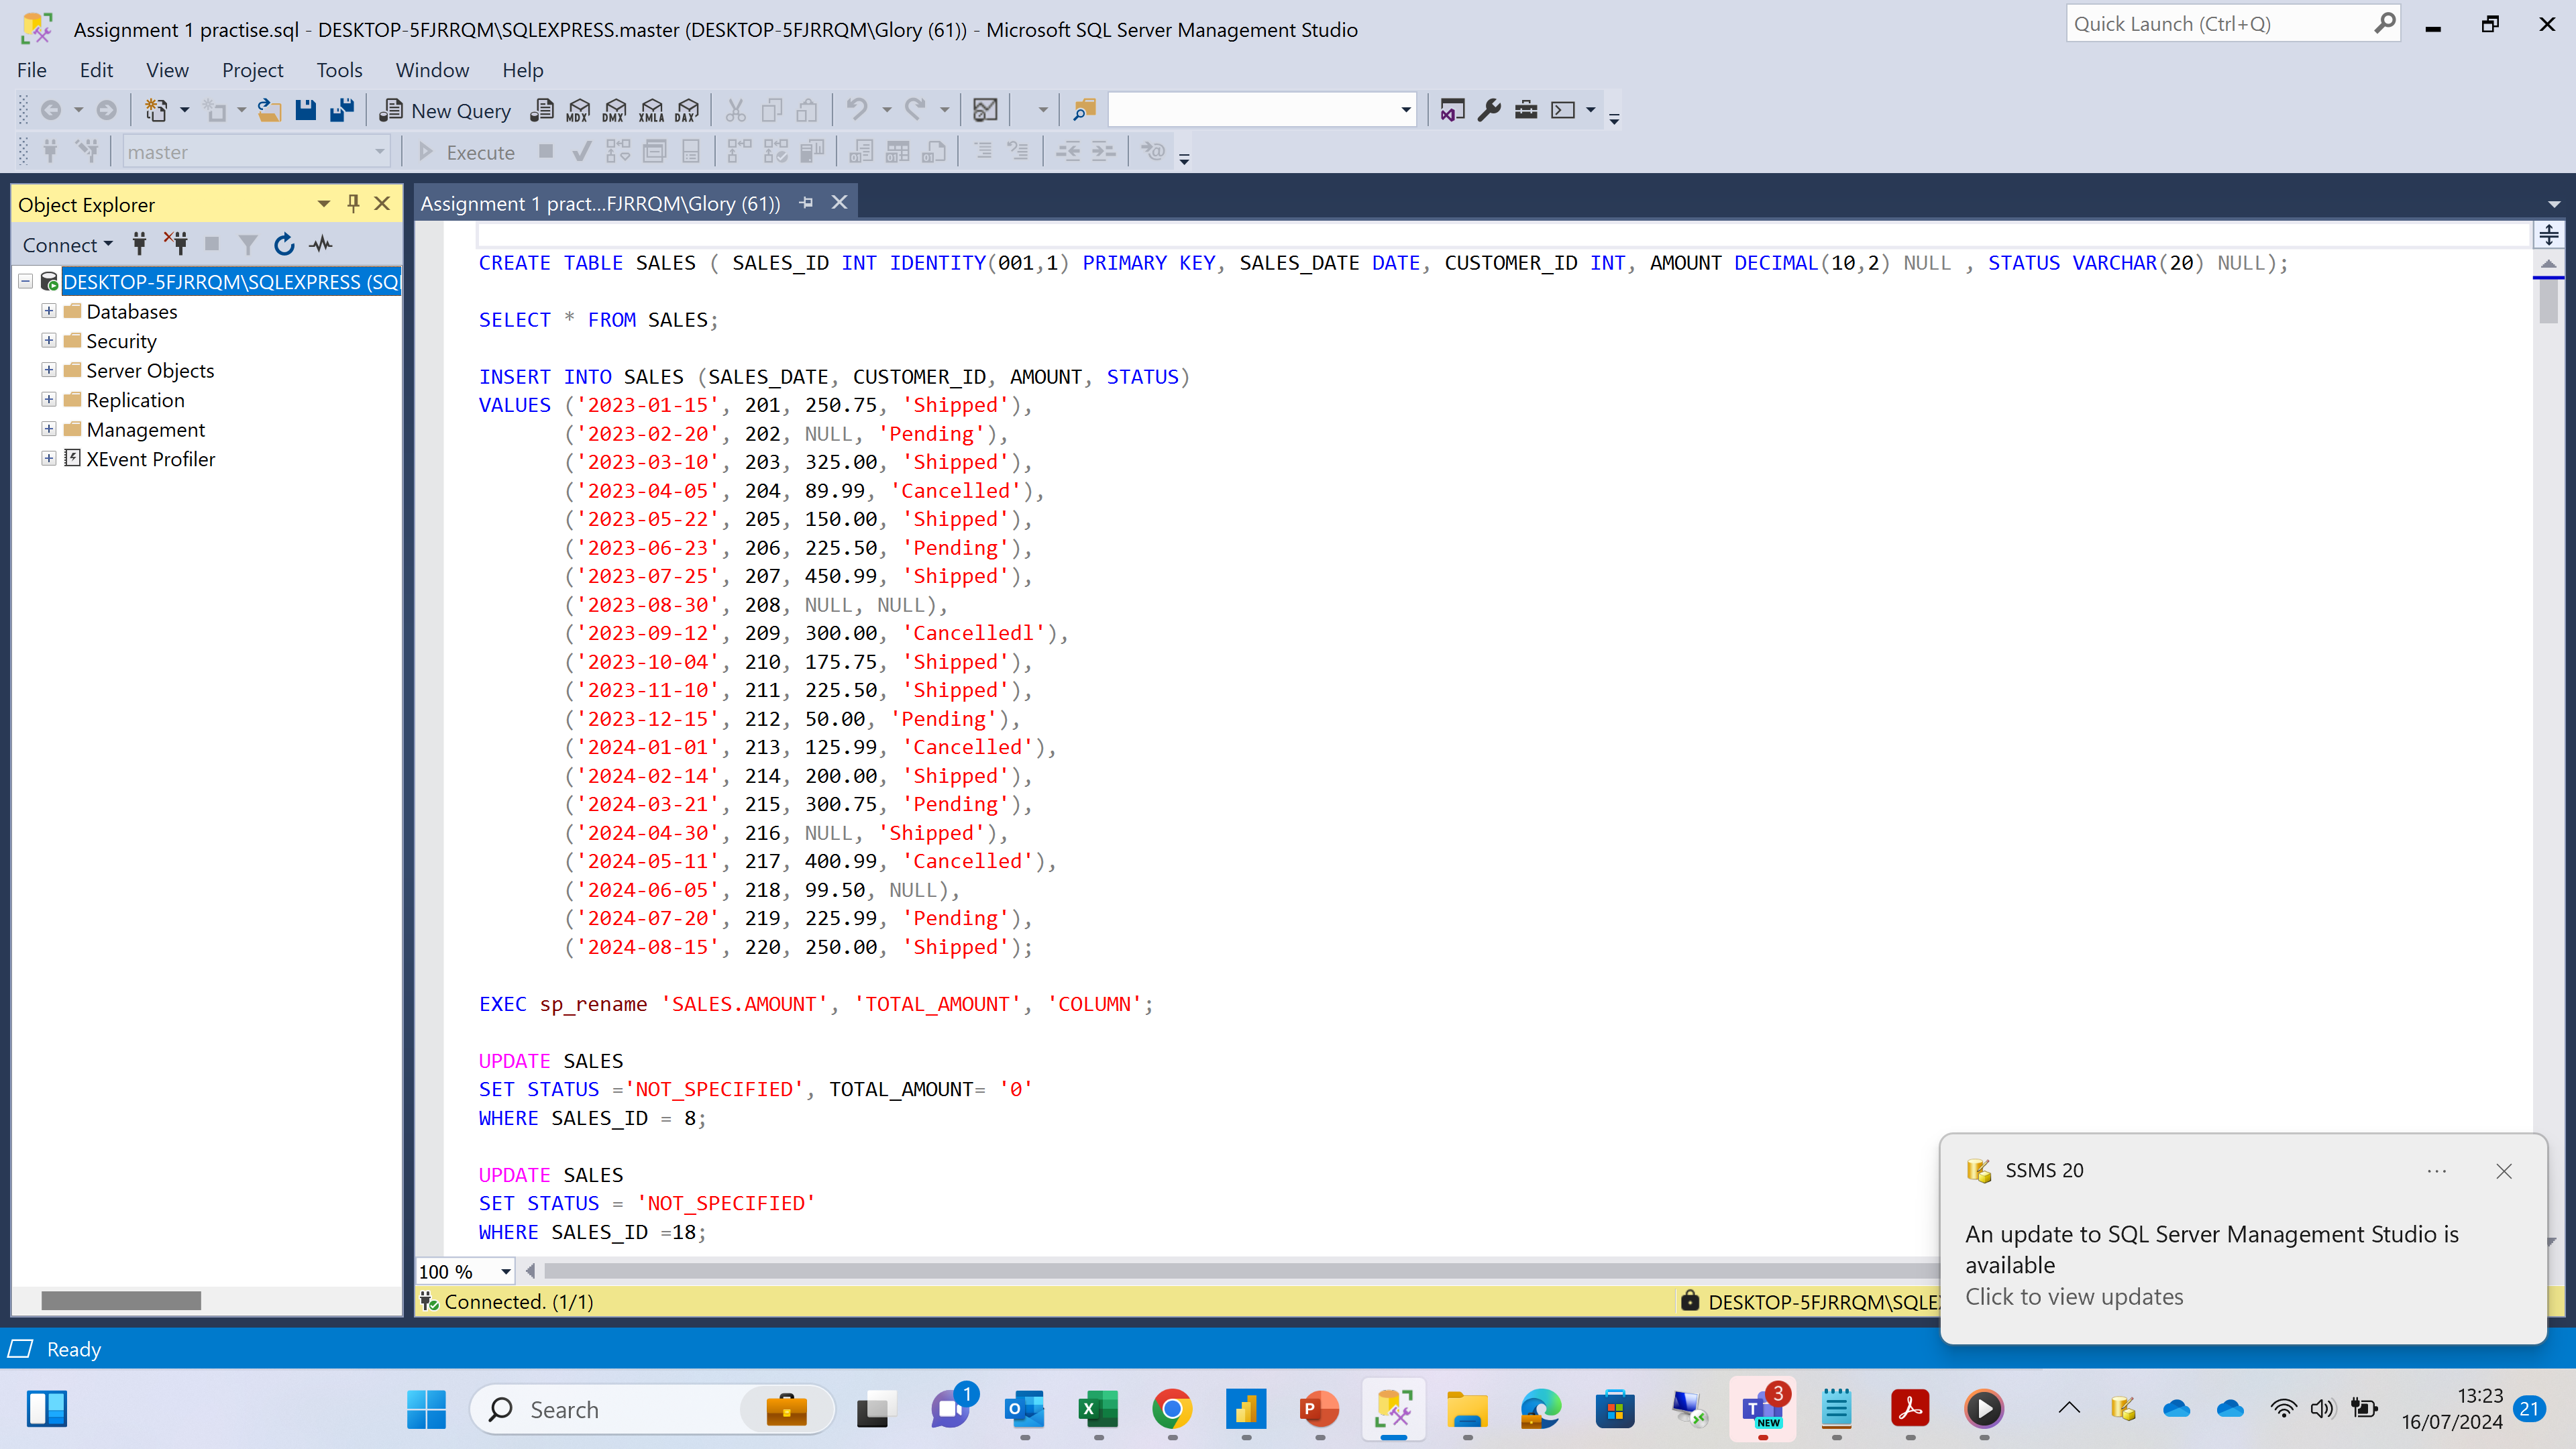 Assignment 1 practise.sql - DESKTOP-5FJRRQM\SQLEXPRESS.master (DESKTOP-5FJRRQM\Glory (61)) - Microsoft SQL Server Management Studio
Quick Launch (Ctrl+Q)
File Edit View Project Tools Window Help
New Query MDX DMX XMLA DAX
master Execute
Object Explorer
Assignment 1 pract...FJRRQM\Glory (61))
Connect
DESKTOP-5FJRRQM\SQLEXPRESS (SQ
Databases
Security
Server Objects
Replication
Management
XEvent Profiler
CREATE TABLE SALES ( SALES_ID INT IDENTITY(001,1) PRIMARY KEY, SALES_DATE DATE, CUSTOMER_ID INT, AMOUNT DECIMAL(10,2) NULL , STATUS VARCHAR(20) NULL);
SELECT * FROM SALES;
INSERT INTO SALES (SALES_DATE, CUSTOMER_ID, AMOUNT, STATUS)
VALUES ('2023-01-15', 201, 250.75, 'Shipped'),
('2023-02-20', 202, NULL, 'Pending'),
('2023-03-10', 203, 325.00, 'Shipped'),
('2023-04-05', 204, 89.99, 'Cancelled'),
('2023-05-22', 205, 150.00, 'Shipped'),
('2023-06-23', 206, 225.50, 'Pending'),
('2023-07-25', 207, 450.99, 'Shipped'),
('2023-08-30', 208, NULL, NULL),
('2023-09-12', 209, 300.00, 'Cancelledl'),
('2023-10-04', 210, 175.75, 'Shipped'),
('2023-11-10', 211, 225.50, 'Shipped'),
('2023-12-15', 212, 50.00, 'Pending'),
('2024-01-01', 213, 125.99, 'Cancelled'),
('2024-02-14', 214, 200.00, 'Shipped'),
('2024-03-21', 215, 300.75, 'Pending'),
('2024-04-30', 216, NULL, 'Shipped'),
('2024-05-11', 217, 400.99, 'Cancelled'),
('2024-06-05', 218, 99.50, NULL),
('2024-07-20', 219, 225.99, 'Pending'),
('2024-08-15', 220, 250.00, 'Shipped');
EXEC sp_rename 'SALES.AMOUNT', 'TOTAL_AMOUNT', 'COLUMN';
UPDATE SALES
SET STATUS ='NOT_SPECIFIED', TOTAL_AMOUNT= '0'
WHERE SALES_ID = 8;
UPDATE SALES
SET STATUS = 'NOT_SPECIFIED'
WHERE SALES_ID =18;
100 %
Connected. (1/1)
DESKTOP-5FJRRQM\SQLE
SSMS 20
An update to SQL Server Management Studio is
available
Click to view updates
Ready
Search
1
3
NEW
13:23
16/07/2024
21